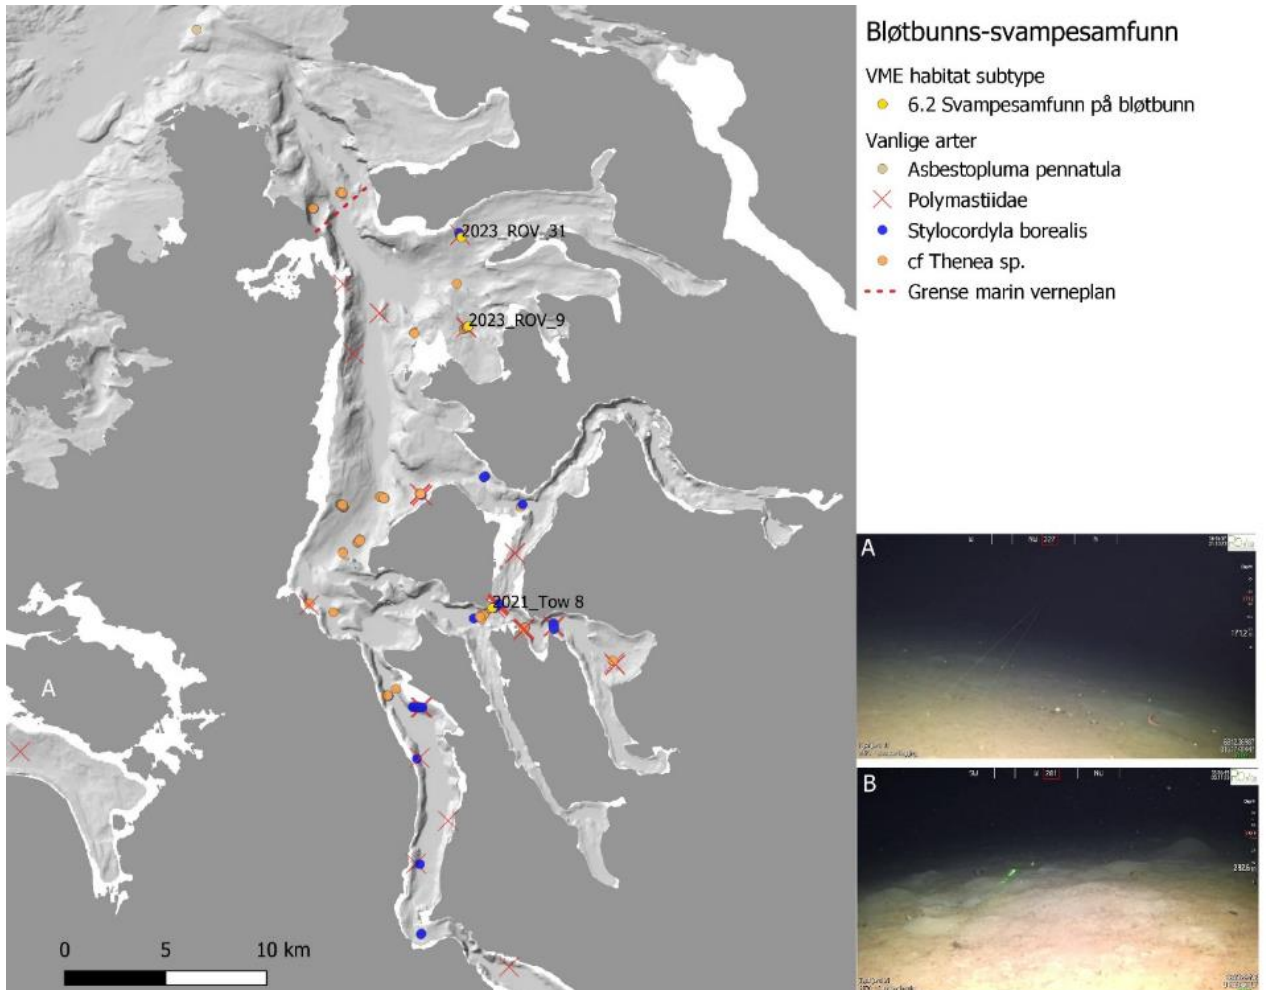 Bløtbunns-svampesamfunn
VME habitat subtype
6.2 Svampesamfunn på bløtbunn
Vanlige arter
Asbestopluma pennatula
Polymastiidae
Stylocordyla borealis
cf Thenea sp.
Grense marin verneplan
2023_ROV_31
2023_ROV_9
2021_Tow 8
A
0 5 10 km
A
B